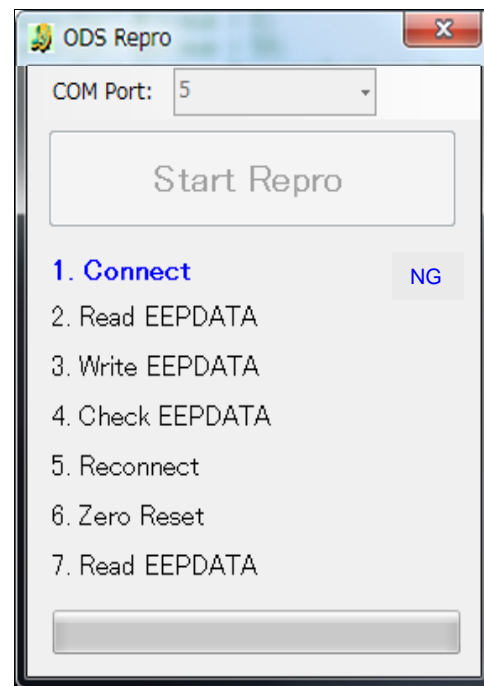 ODS Repro
COM Port: 5
Start Repro
1. Connect NG
2. Read EEPDATA
3. Write EEPDATA
4. Check EEPDATA
5. Reconnect
6. Zero Reset
7. Read EEPDATA